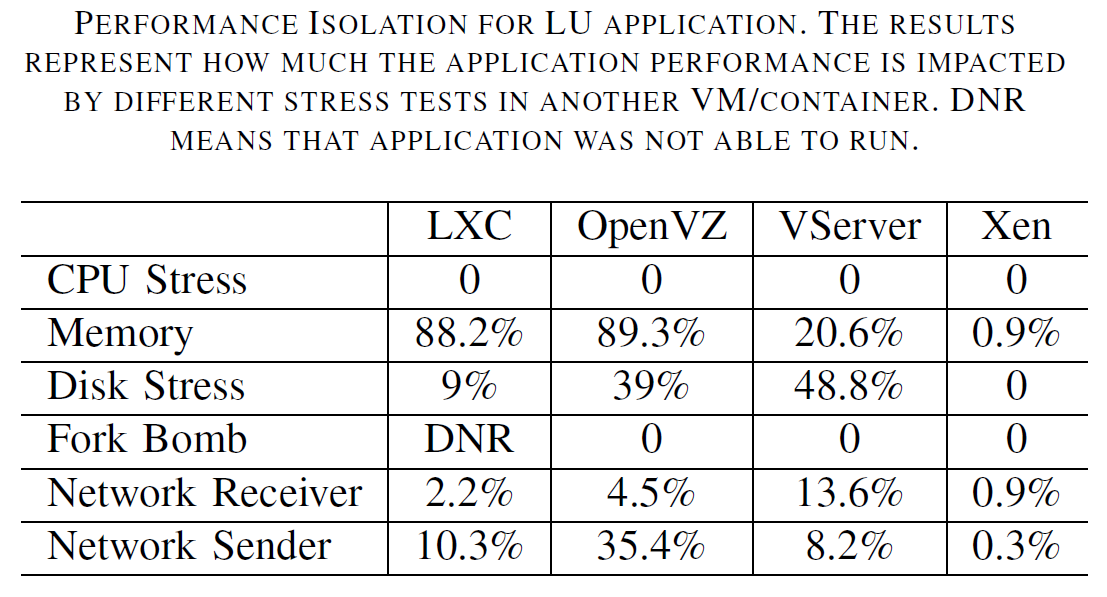 PERFORMANCE ISOLATION FOR LU APPLICATION. THE RESULTS
REPRESENT HOW MUCH THE APPLICATION PERFORMANCE IS IMPACTED
BY DIFFERENT STRESS TESTS IN ANOTHER VM/CONTAINER. DNR
MEANS THAT APPLICATION WAS NOT ABLE TO RUN.
LXC OpenVZ VServer Xen
CPU Stress 0 0 0 0
Memory 88.2% 89.3% 20.6% 0.9%
Disk Stress 9% 39% 48.8% 0
Fork Bomb DNR 0 0 0
Network Receiver 2.2% 4.5% 13.6% 0.9%
Network Sender 10.3% 35.4% 8.2% 0.3%